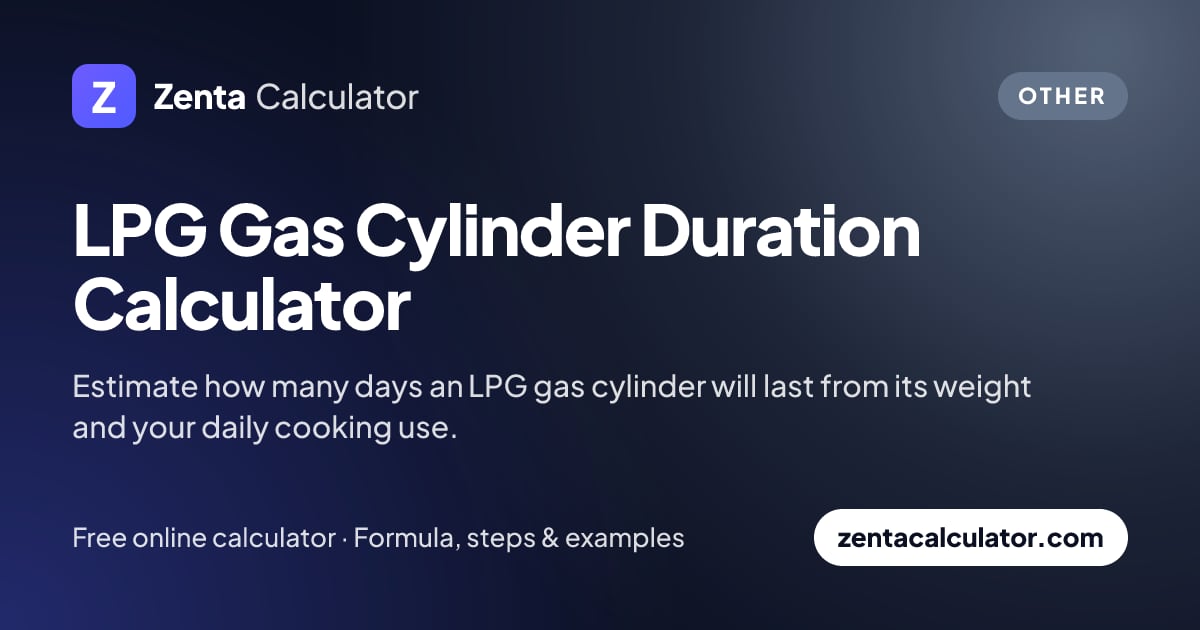 Z
Zenta Calculator
OTHER
LPG Gas Cylinder Duration
Calculator
Estimate how many days an LPG gas cylinder will last from its weight
and your daily cooking use.
Free online calculator · Formula, steps & examples
zentacalculator.com